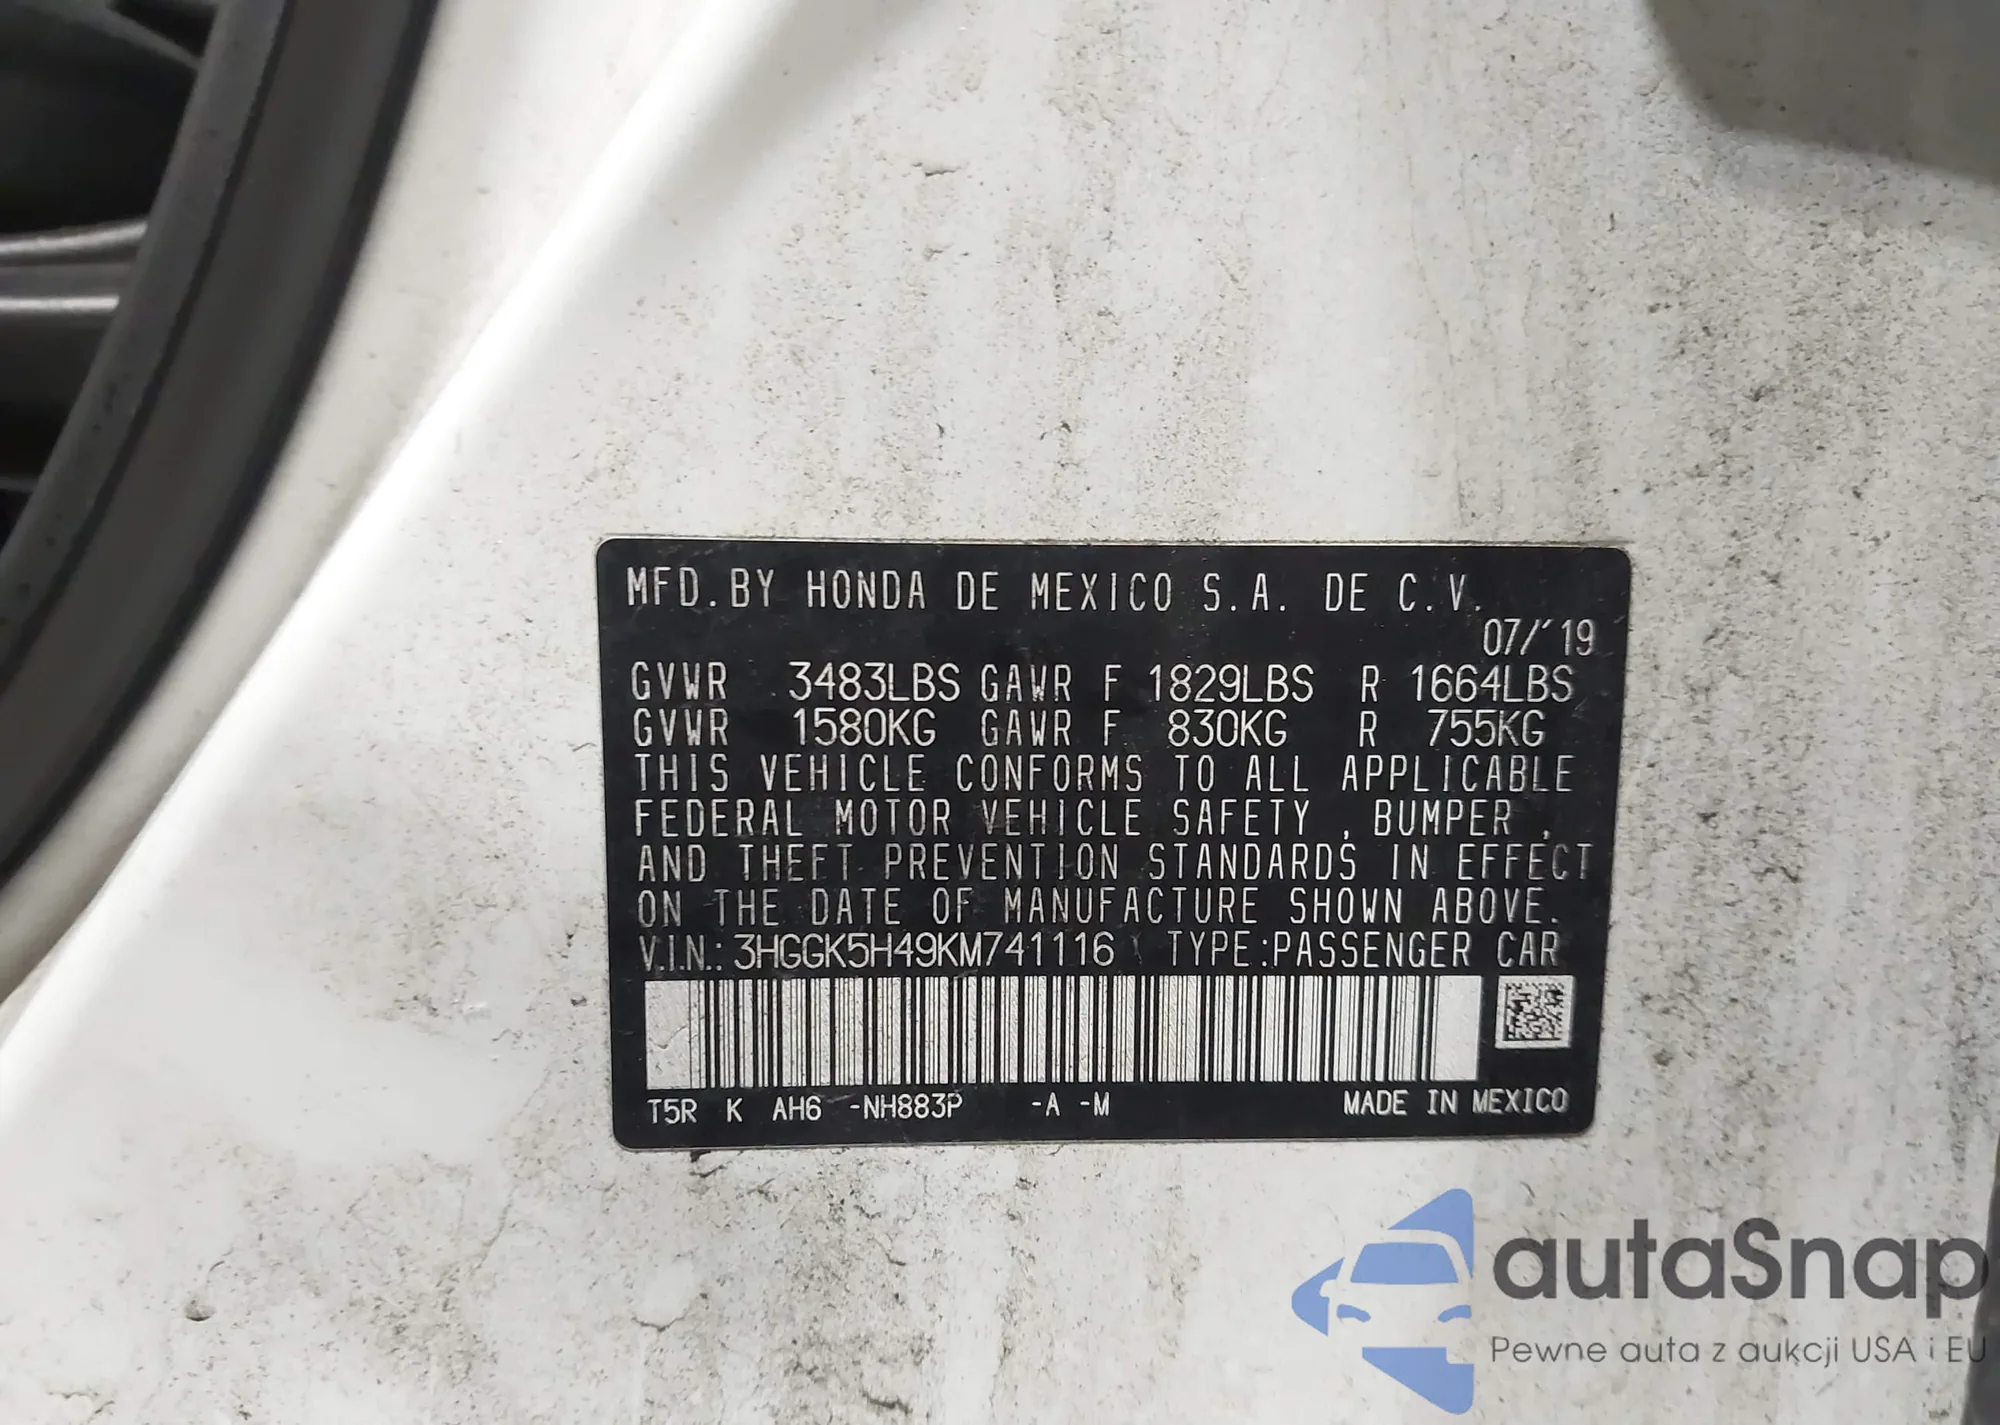 MFD. BY HONDA DE MEXICO S.A. DE C.V.
07/´19
GVWR 3483LBS GAWR F 1829LBS R 1664LBS
GVWR 1580KG GAWR F 830KG R 755KG
THIS VEHICLE CONFORMS TO ALL APPLICABLE
FEDERAL MOTOR VEHICLE SAFETY , BUMPER ,
AND THEFT PREVENTION STANDARDS IN EFFECT
ON THE DATE OF MANUFACTURE SHOWN ABOVE.
V.I.N.: 3HGGK5H49KM741116 TYPE:PASSENGER CAR
T5R K AH6 -NH883P -A -M MADE IN MEXICO
autaSnap
Pewne auta z aukcji USA i EU